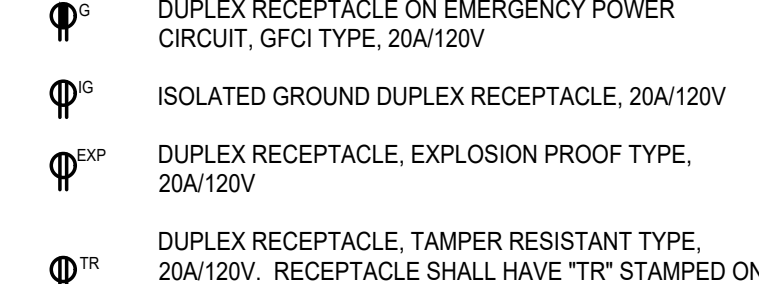 G DUPLEX RECEPTACLE ON EMERGENCY POWER
CIRCUIT, GFCI TYPE, 20A/120V
IG ISOLATED GROUND DUPLEX RECEPTACLE, 20A/120V
EXP DUPLEX RECEPTACLE, EXPLOSION PROOF TYPE,
20A/120V
DUPLEX RECEPTACLE, TAMPER RESISTANT TYPE,
TR 20A/120V. RECEPTACLE SHALL HAVE "TR" STAMPED ON